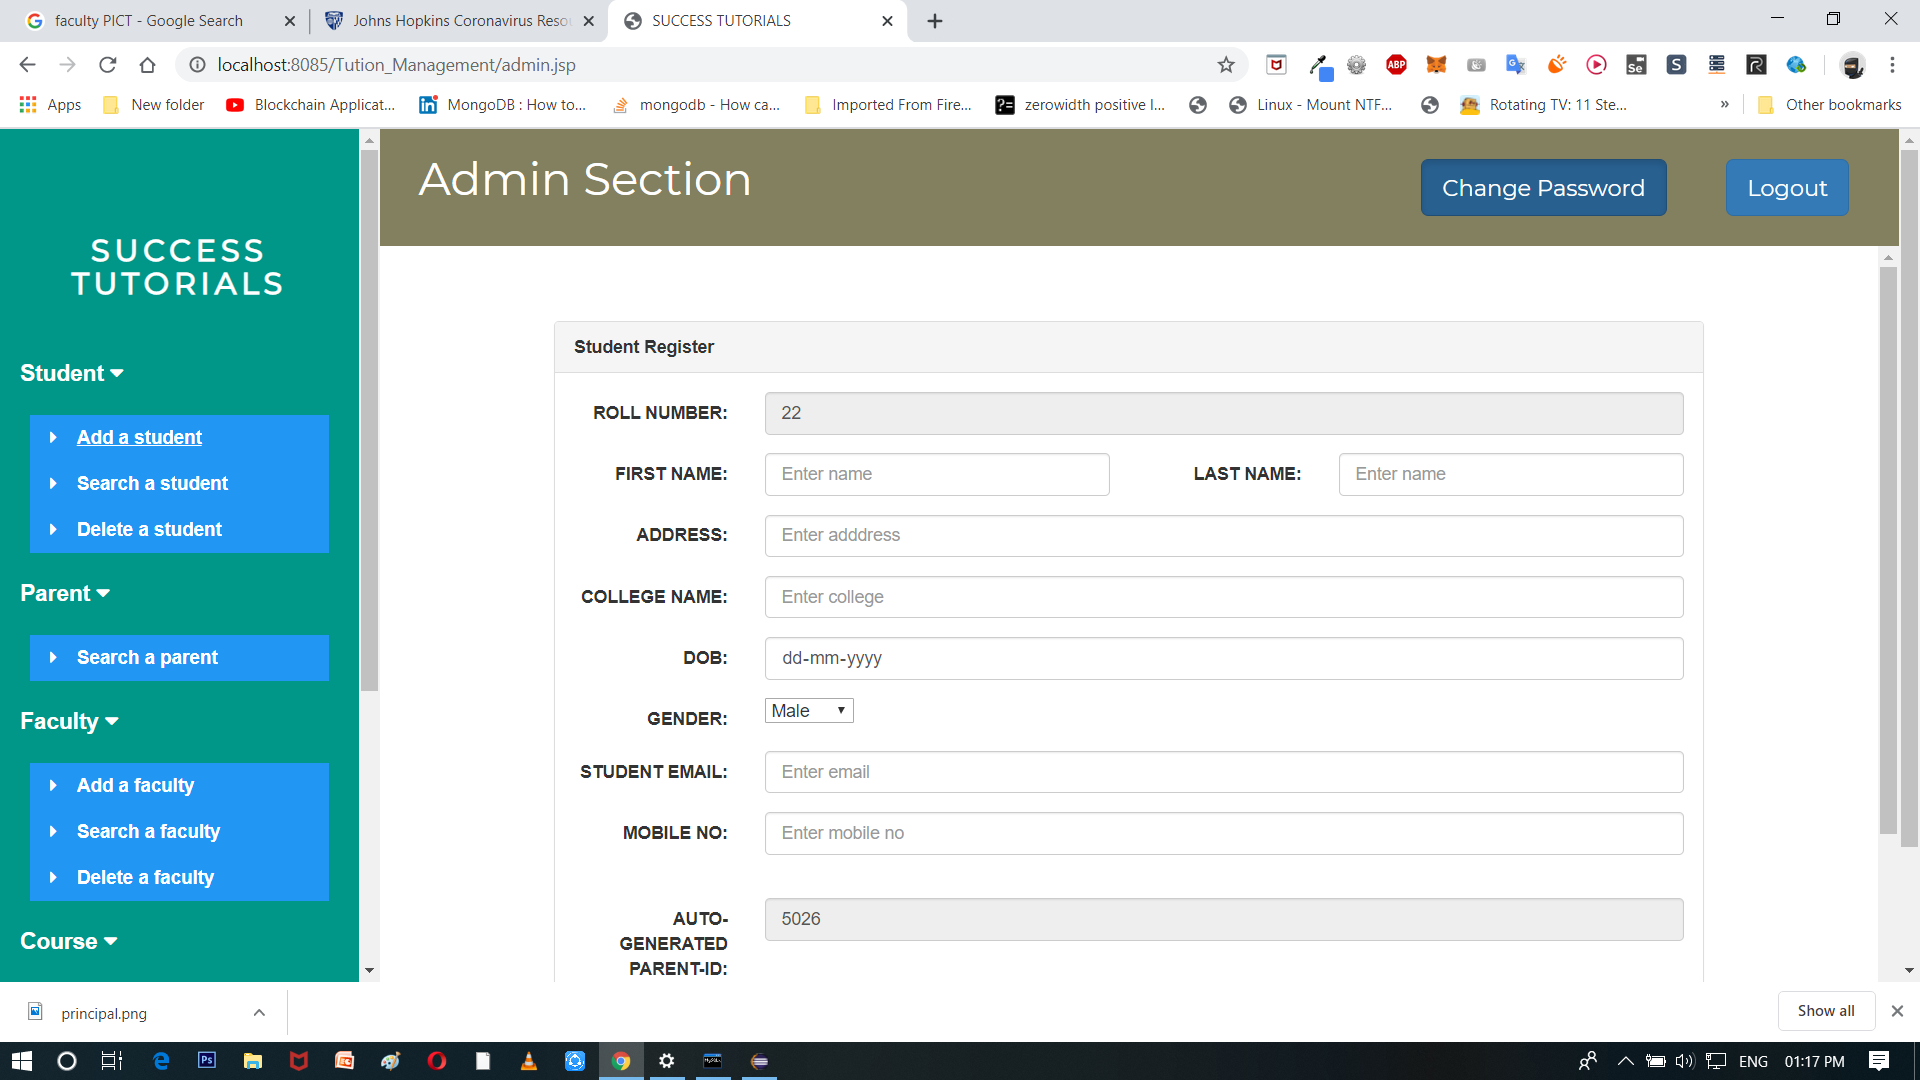 faculty PICT - Google Search
Johns Hopkins Coronavirus Reso
SUCCESS TUTORIALS
localhost:8085/Tution_Management/admin.jsp
ABP
Se
S
R
Apps
New folder
Blockchain Applicat...
MongoDB : How to...
mongodb - How ca...
Imported From Fire...
zerowidth positive l...
Linux - Mount NTF...
Rotating TV: 11 Ste...
»
Other bookmarks
SUCCESS
TUTORIALS
Student
Add a student
Search a student
Delete a student
Parent
Search a parent
Faculty
Add a faculty
Search a faculty
Delete a faculty
Course
Admin Section
Change Password
Logout
Student Register
ROLL NUMBER:
22
FIRST NAME:
Enter name
LAST NAME:
Enter name
ADDRESS:
Enter adddress
COLLEGE NAME:
Enter college
DOB:
dd-mm-yyyy
GENDER:
Male
STUDENT EMAIL:
Enter email
MOBILE NO:
Enter mobile no
AUTO-
GENERATED
PARENT-ID:
5026
principal.png
Show all
Ps
ENG
01:17 PM